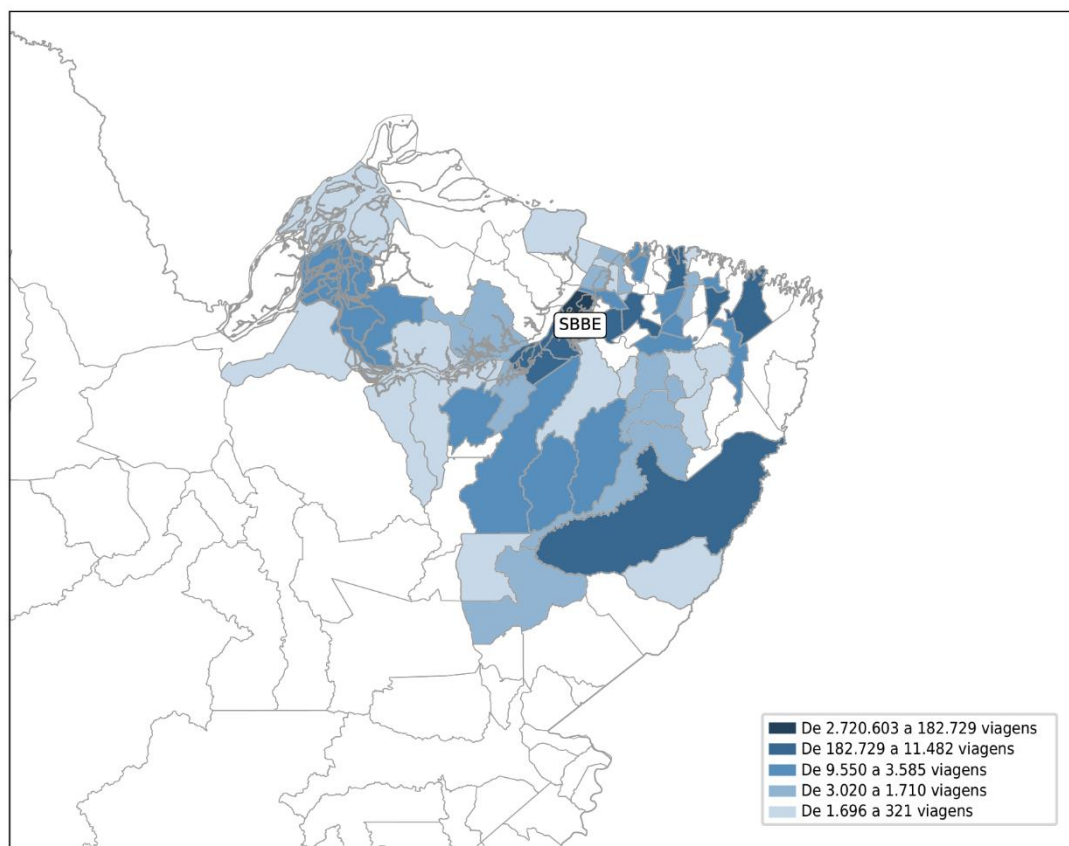 SBBE
De 2.720.603 a 182.729 viagens
De 182.729 a 11.482 viagens
De 9.550 a 3.585 viagens
De 3.020 a 1.710 viagens
De 1.696 a 321 viagens